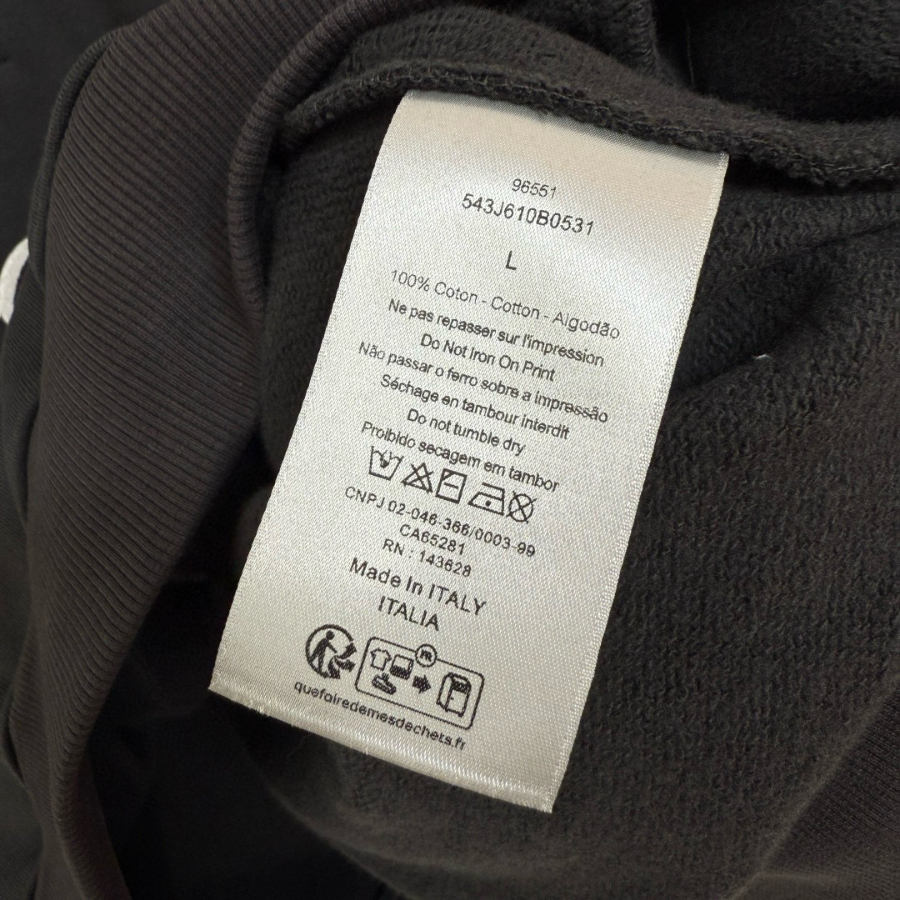 96551
543J610B0531
L
100% Coton - Cotton - Algodão
Ne pas repasser sur l'impression
Do Not Iron On Print
Não passar o ferro sobre a impressão
Séchage en tambour interdit
Do not tumble dry
Proibido secagem em tambor
CNPJ 02-046-366/0003-99
CA65281
RN : 143628
Made In ITALY
ITALIA
FR
quefairedemesdechets.fr